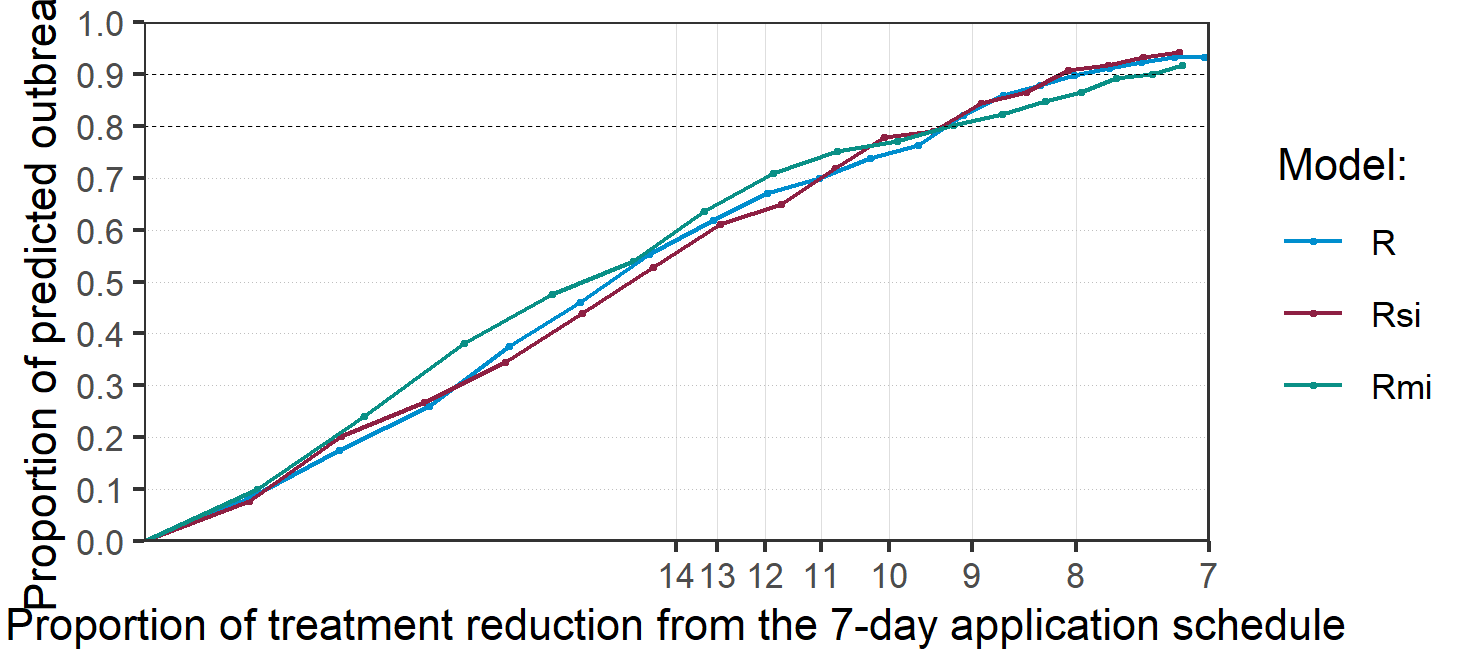 Proportion of predicted outbrea
1.0
0.9
0.8
0.7
0.6
0.5
0.4
0.3
0.2
0.1
0.0
14 13 12 11 10 9 8 7
Proportion of treatment reduction from the 7-day application schedule
Model:
R
Rsi
Rmi